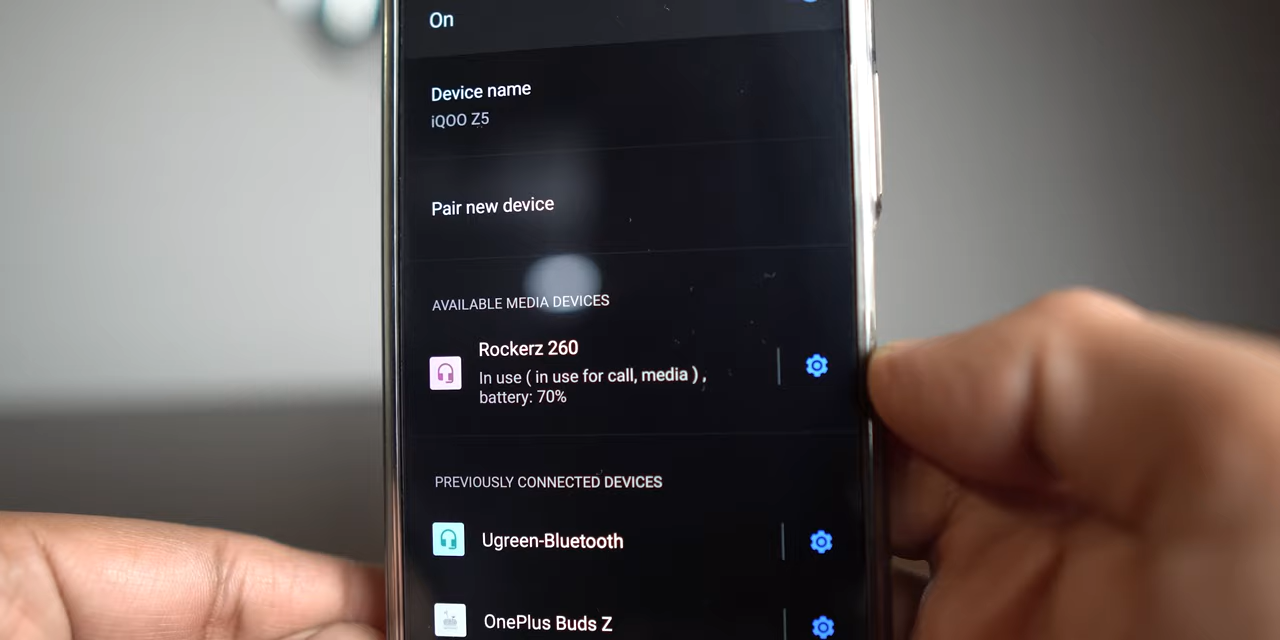 On
Device name
iQOO Z5
Pair new device
AVAILABLE MEDIA DEVICES
Rockerz 260
In use ( in use for call, media ) ,
battery: 70%
PREVIOUSLY CONNECTED DEVICES
Ugreen-Bluetooth
OnePlus Buds Z